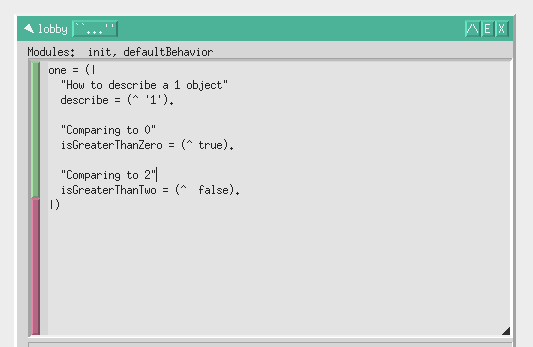 lobby ``...''
/\ E X
Modules: init, defaultBehavior
one = (|
"How to describe a 1 object"
describe = (^ '1').
"Comparing to 0"
isGreaterThanZero = (^ true).
"Comparing to 2"
isGreaterThanTwo = (^  false).
|)